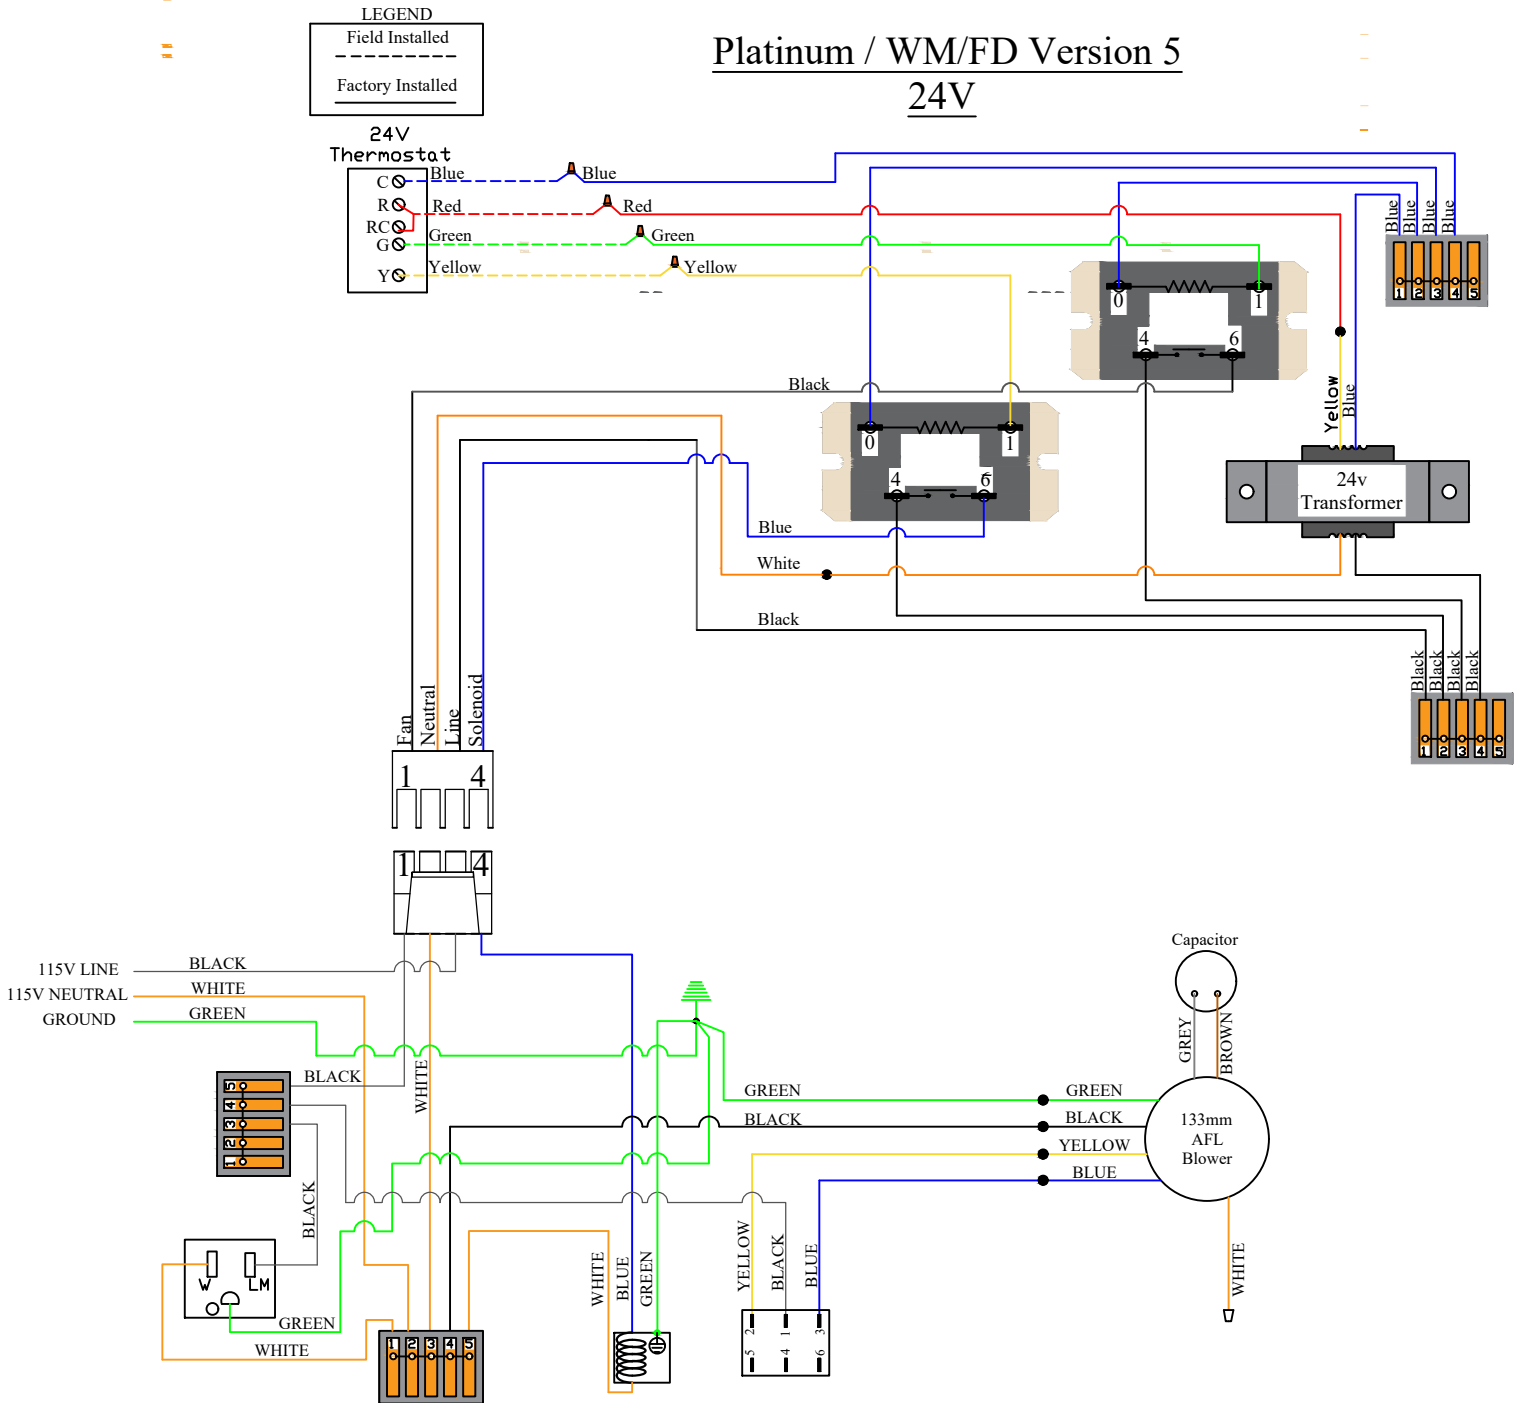 LEGEND
Field Installed
Factory Installed
Platinum / WM/FD Version 5
24V
24V
Thermostat
C
Blue
Blue
R
Red
Red
RC
G
Green
Green
Y
Yellow
Yellow
Blue
Blue
Blue
Blue
1
2
3
4
5
0
1
4
6
Black
0
1
4
6
Yellow
Blue
24v
Transformer
Blue
White
Black
Black
Black
Black
Black
1
2
3
4
5
Fan
Neutral
Line
Solenoid
1
4
1
4
115V LINE
BLACK
115V NEUTRAL
WHITE
GROUND
GREEN
Capacitor
GREY
BROWN
BLACK
WHITE
5
4
3
2
1
GREEN
GREEN
BLACK
BLACK
YELLOW
BLUE
133mm
AFL
Blower
BLACK
W
LM
GREEN
WHITE
1
2
3
4
5
WHITE
BLUE
GREEN
YELLOW
BLACK
BLUE
2
1
3
5
4
6
WHITE